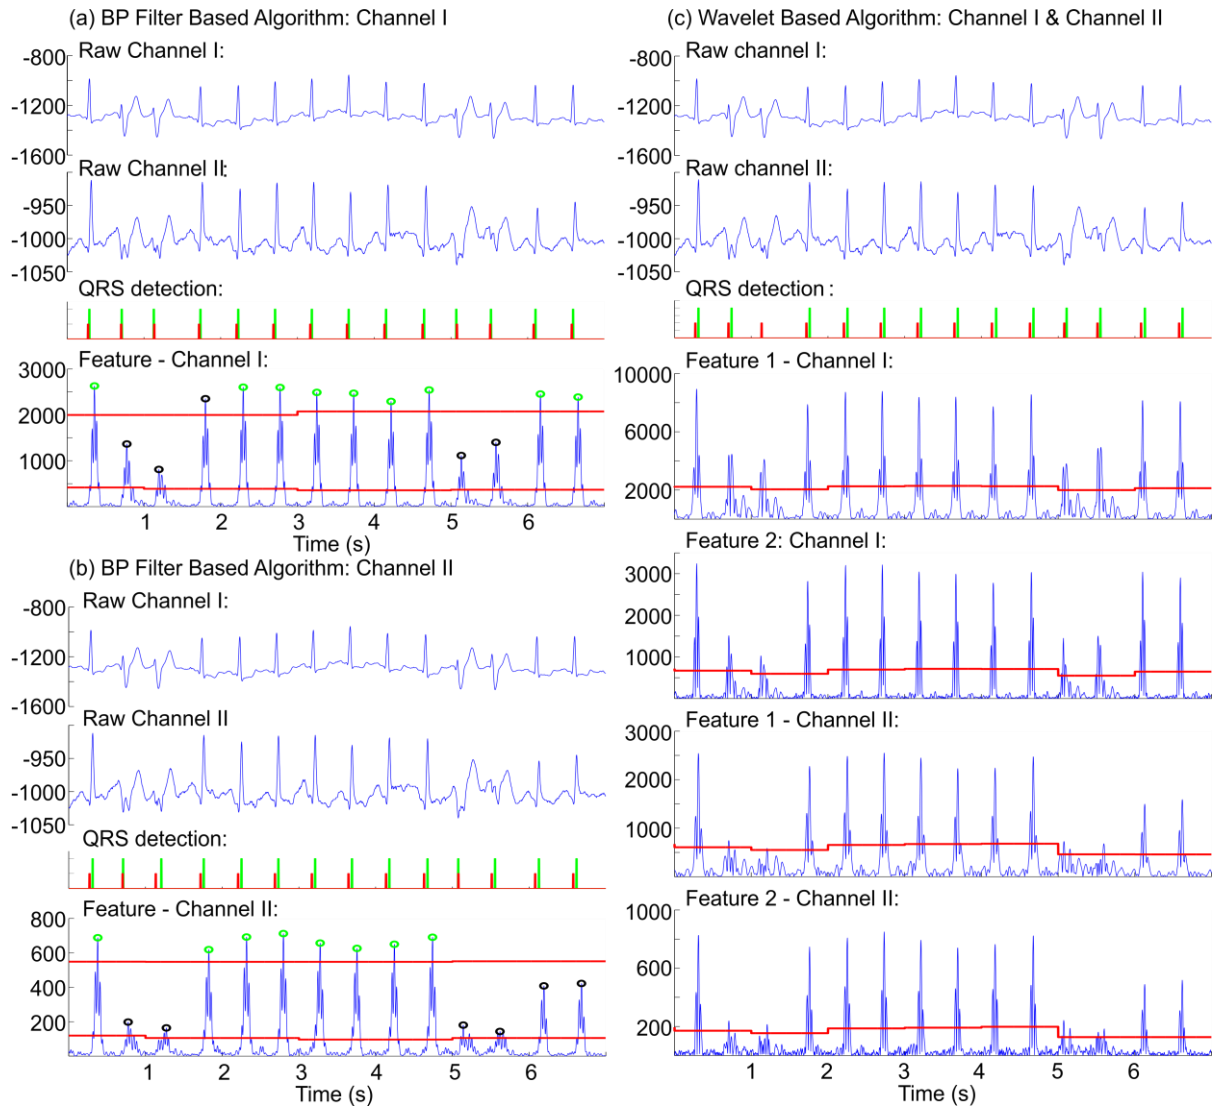 (a) BP Filter Based Algorithm: Channel I
Raw Channel I:
-800
-1200
-1600
Raw Channel II:
-950
-1000
-1050
QRS detection:
Feature - Channel I:
3000
2000
1000
1 2 3 4 5 6
Time (s)
(b) BP Filter Based Algorithm: Channel II
Raw Channel I:
-800
-1200
-1600
Raw Channel II
-950
-1000
-1050
QRS detection:
Feature - Channel II:
800
600
400
200
1 2 3 4 5 6
Time (s)
(c) Wavelet Based Algorithm: Channel I & Channel II
Raw channel I:
-800
-1200
-1600
Raw channel II:
-950
-1000
-1050
QRS detection :
Feature 1 - Channel I:
10000
6000
2000
Feature 2: Channel I:
3000
2000
1000
Feature 1 - Channel II:
3000
2000
1000
Feature 2 - Channel II:
1000
600
200
1 2 3 4 5 6
Time (s)